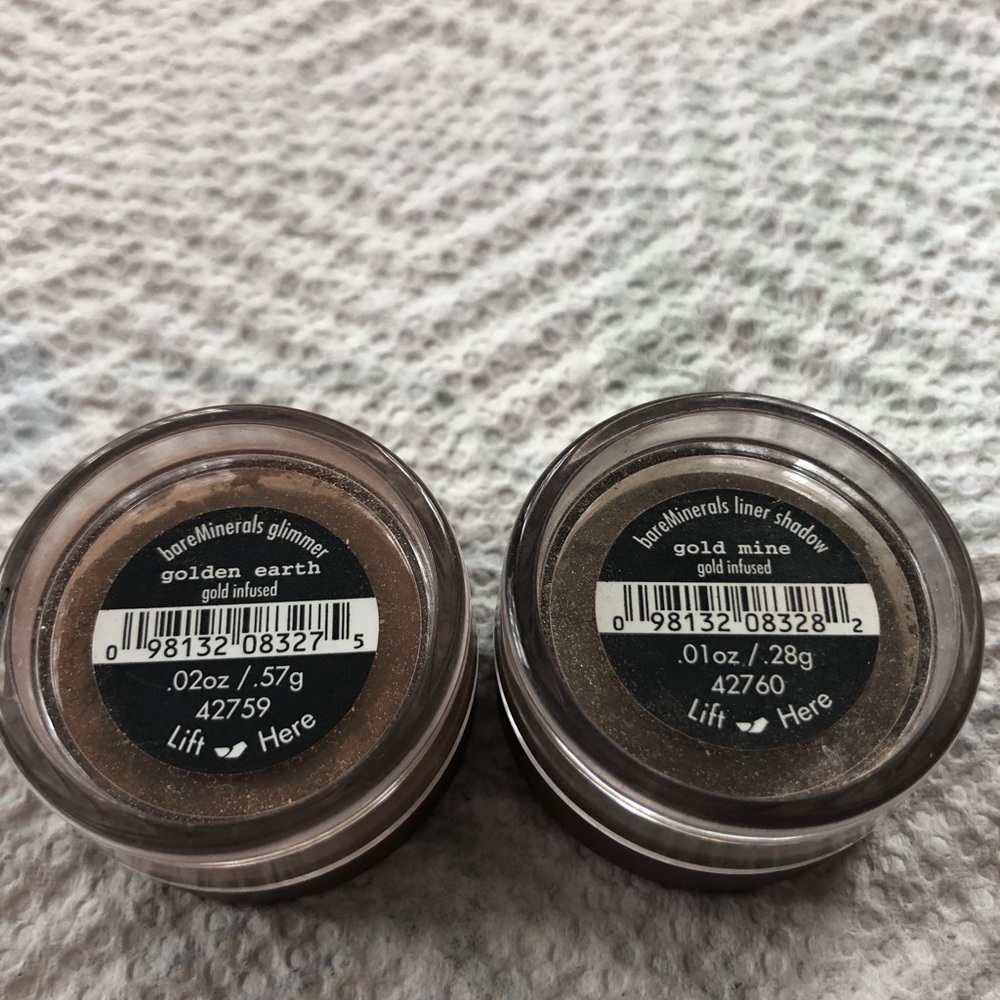 bareMinerals glimmer
golden earth
gold infused
0 98132 08327 5
.02oz /.57g
42759
Lift Here
bareMinerals liner shadow
gold mine
gold infused
0 98132 08328 2
.01oz /.28g
42760
Lift Here